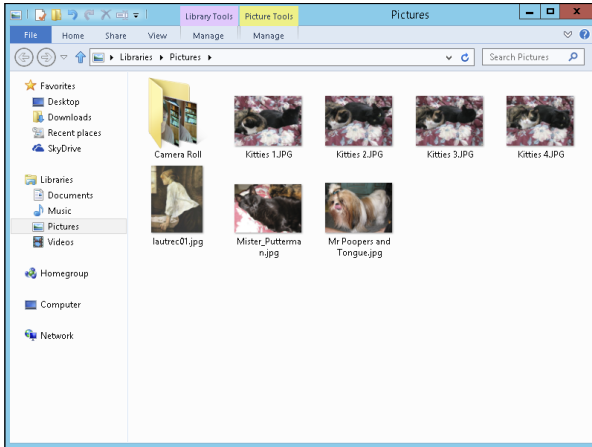 Library Tools
Picture Tools
Pictures
File
Home
Share
View
Manage
Manage
Libraries
Pictures
Search Pictures
Favorites
Desktop
Downloads
Recent places
SkyDrive
Libraries
Documents
Music
Pictures
Videos
Homegroup
Computer
Network
Camera Roll
Kitties 1.JPG
Kitties 2.JPG
Kitties 3.JPG
Kitties 4.JPG
lautrec01.jpg
Mister_Putterma
n.jpg
Mr Poopers and
Tongue.jpg